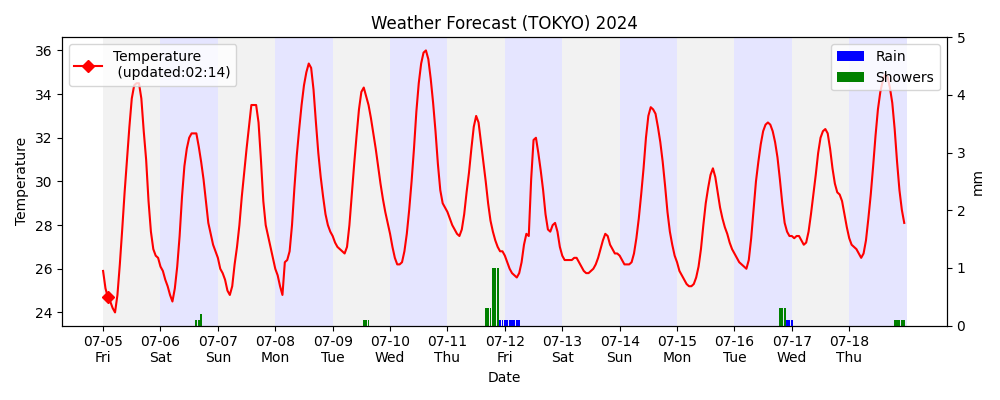 Weather Forecast (TOKYO) 2024
Temperature
(updated:02:14)
Rain
Showers
Temperature
36
34
32
30
28
26
24
5
4
3
2
1
0
mm
07-05 07-06 07-07 07-08 07-09 07-10 07-11 07-12 07-13 07-14 07-15 07-16 07-17 07-18
Fri Sat Sun Mon Tue Wed Thu Fri Sat Sun Mon Tue Wed Thu
Date